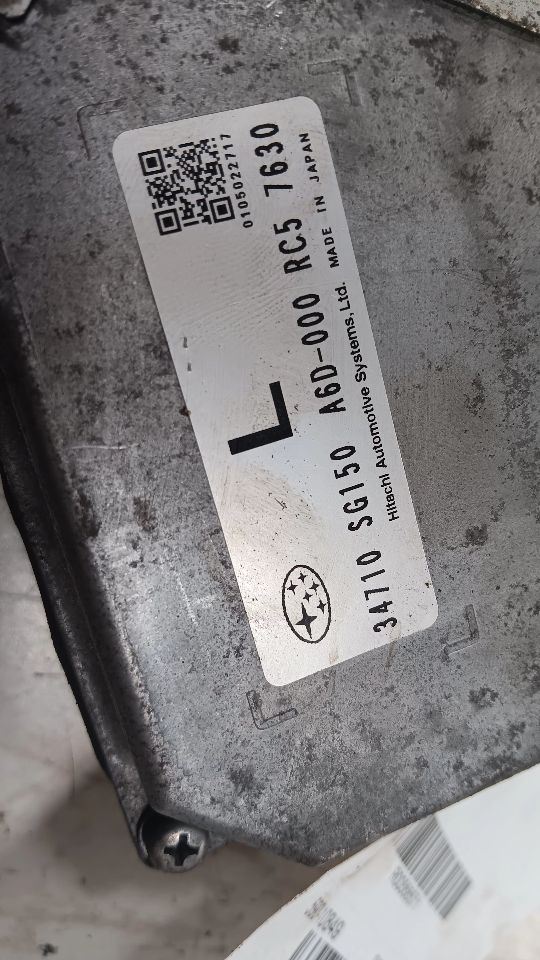 0105022717
L
34710 SG150 A6D-000 RC5 7630
Hitachi Automotive Systems, Ltd. MADE IN JAPAN